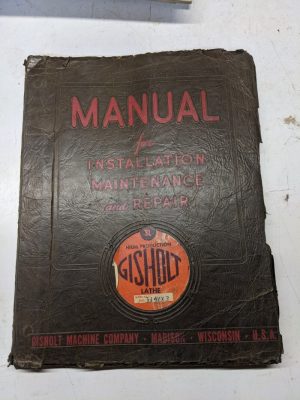 MANUAL
for
INSTALLATION
MAINTENANCE
and REPAIR
HIGH PRODUCTION
GISHOLT
LATHE
GISHOLT MACHINE COMPANY • MADISON • WISCONSIN • U.S.A.